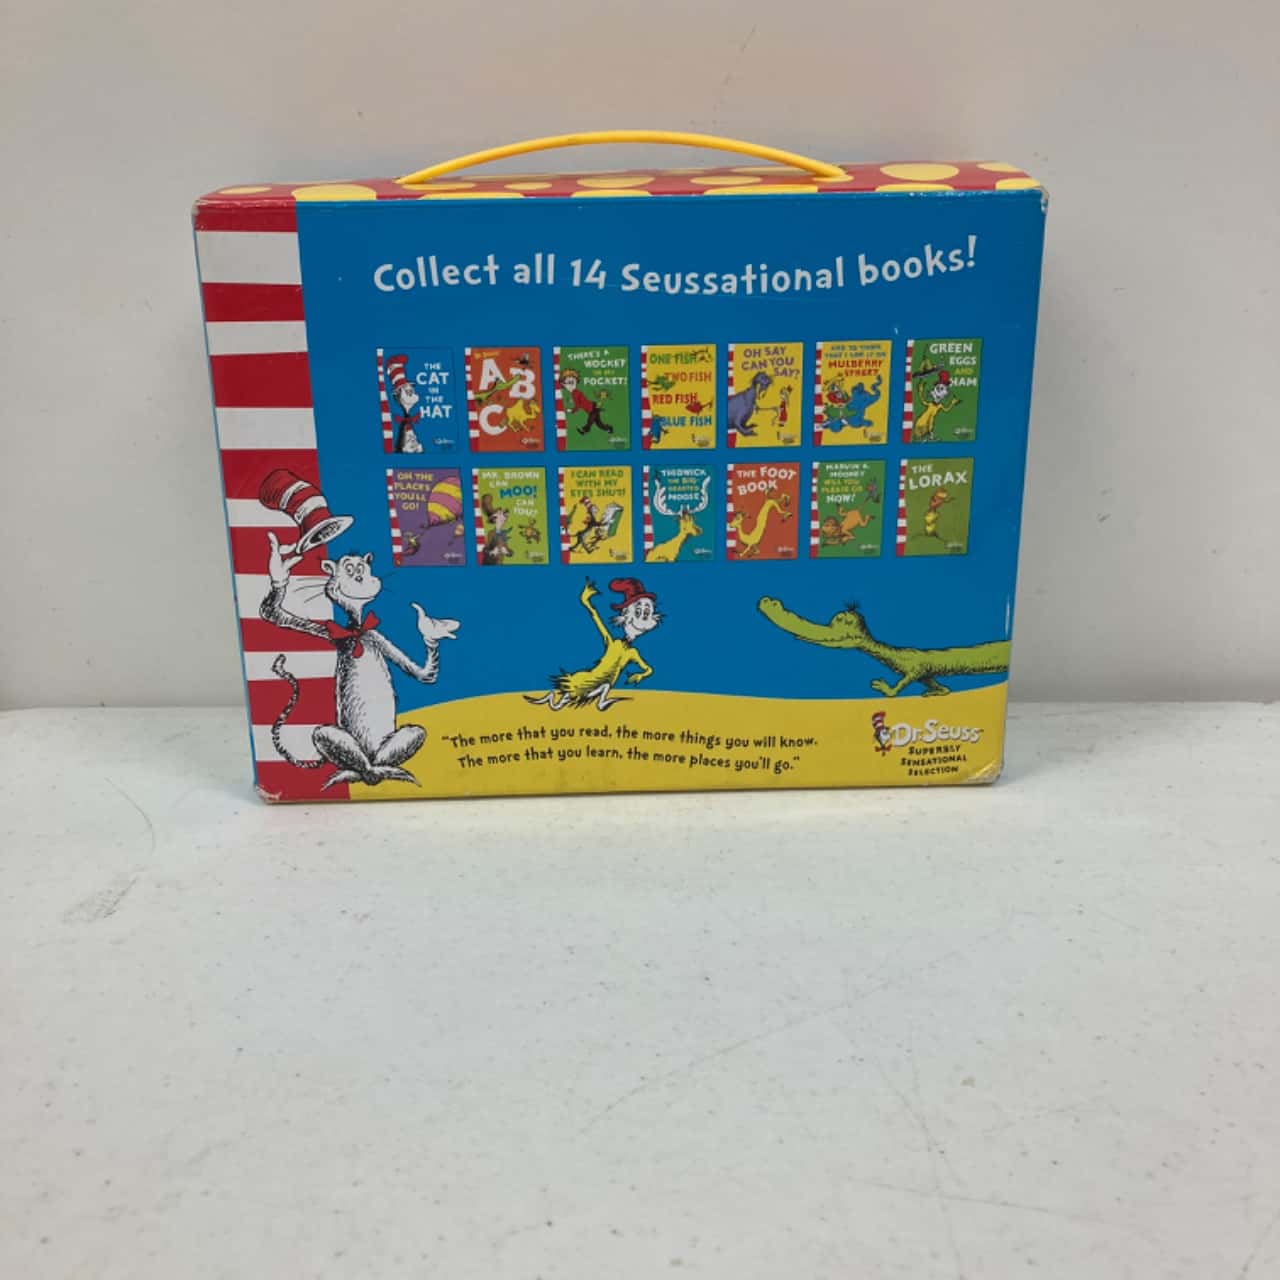 Collect all 14 Seussational books!
THE
CAT
IN
THE
HAT
Dr. Seuss
A B
C
THERE'S A
WOCKET
IN MY
POCKET!
ONE FISH
TWO FISH
RED FISH
BLUE FISH
OH SAY
CAN YOU
SAY?
AND TO THINK
THAT I SAW IT ON
MULBERRY
STREET
GREEN
EGGS
AND
HAM
OH THE
PLACES
YOU'LL
GO!
MR. BROWN
CAN
MOO!
CAN
YOU?
I CAN READ
WITH MY
EYES SHUT!
THIDWICK
THE BIG-
HEARTED
MOOSE
THE FOOT
BOOK
MARVIN K.
MOONEY
WILL YOU
PLEASE GO
NOW!
THE
LORAX
"The more that you read, the more things you will know.
The more that you learn, the more places you'll go."
Dr. Seuss
SUPERBLY
SENSATIONAL
SELECTION